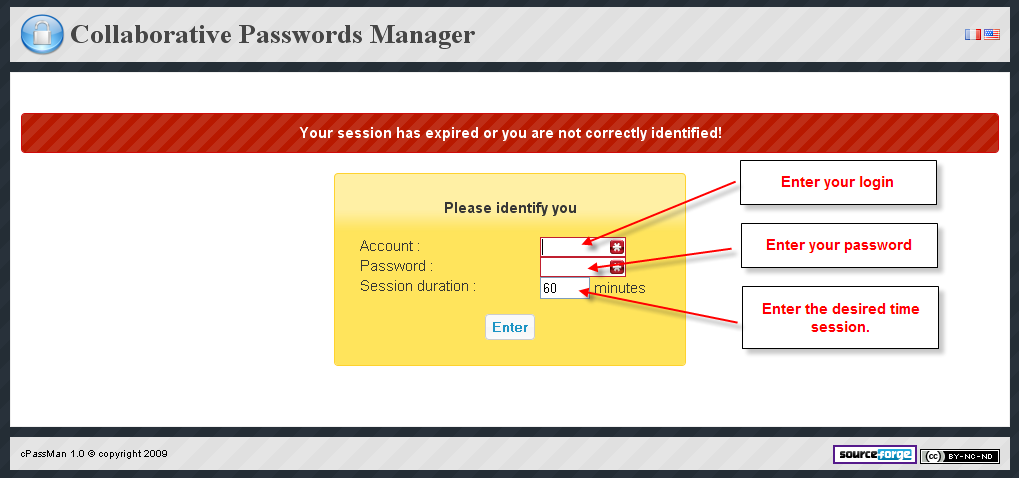 Collaborative Passwords Manager
Your session has expired or you are not correctly identified!
Please identify you
Account :
Password :
Session duration :
60
minutes
Enter
Enter your login
Enter your password
Enter the desired time
session.
cPassMan 1.0 © copyright 2009
sourceforge
cc BY-NC-ND